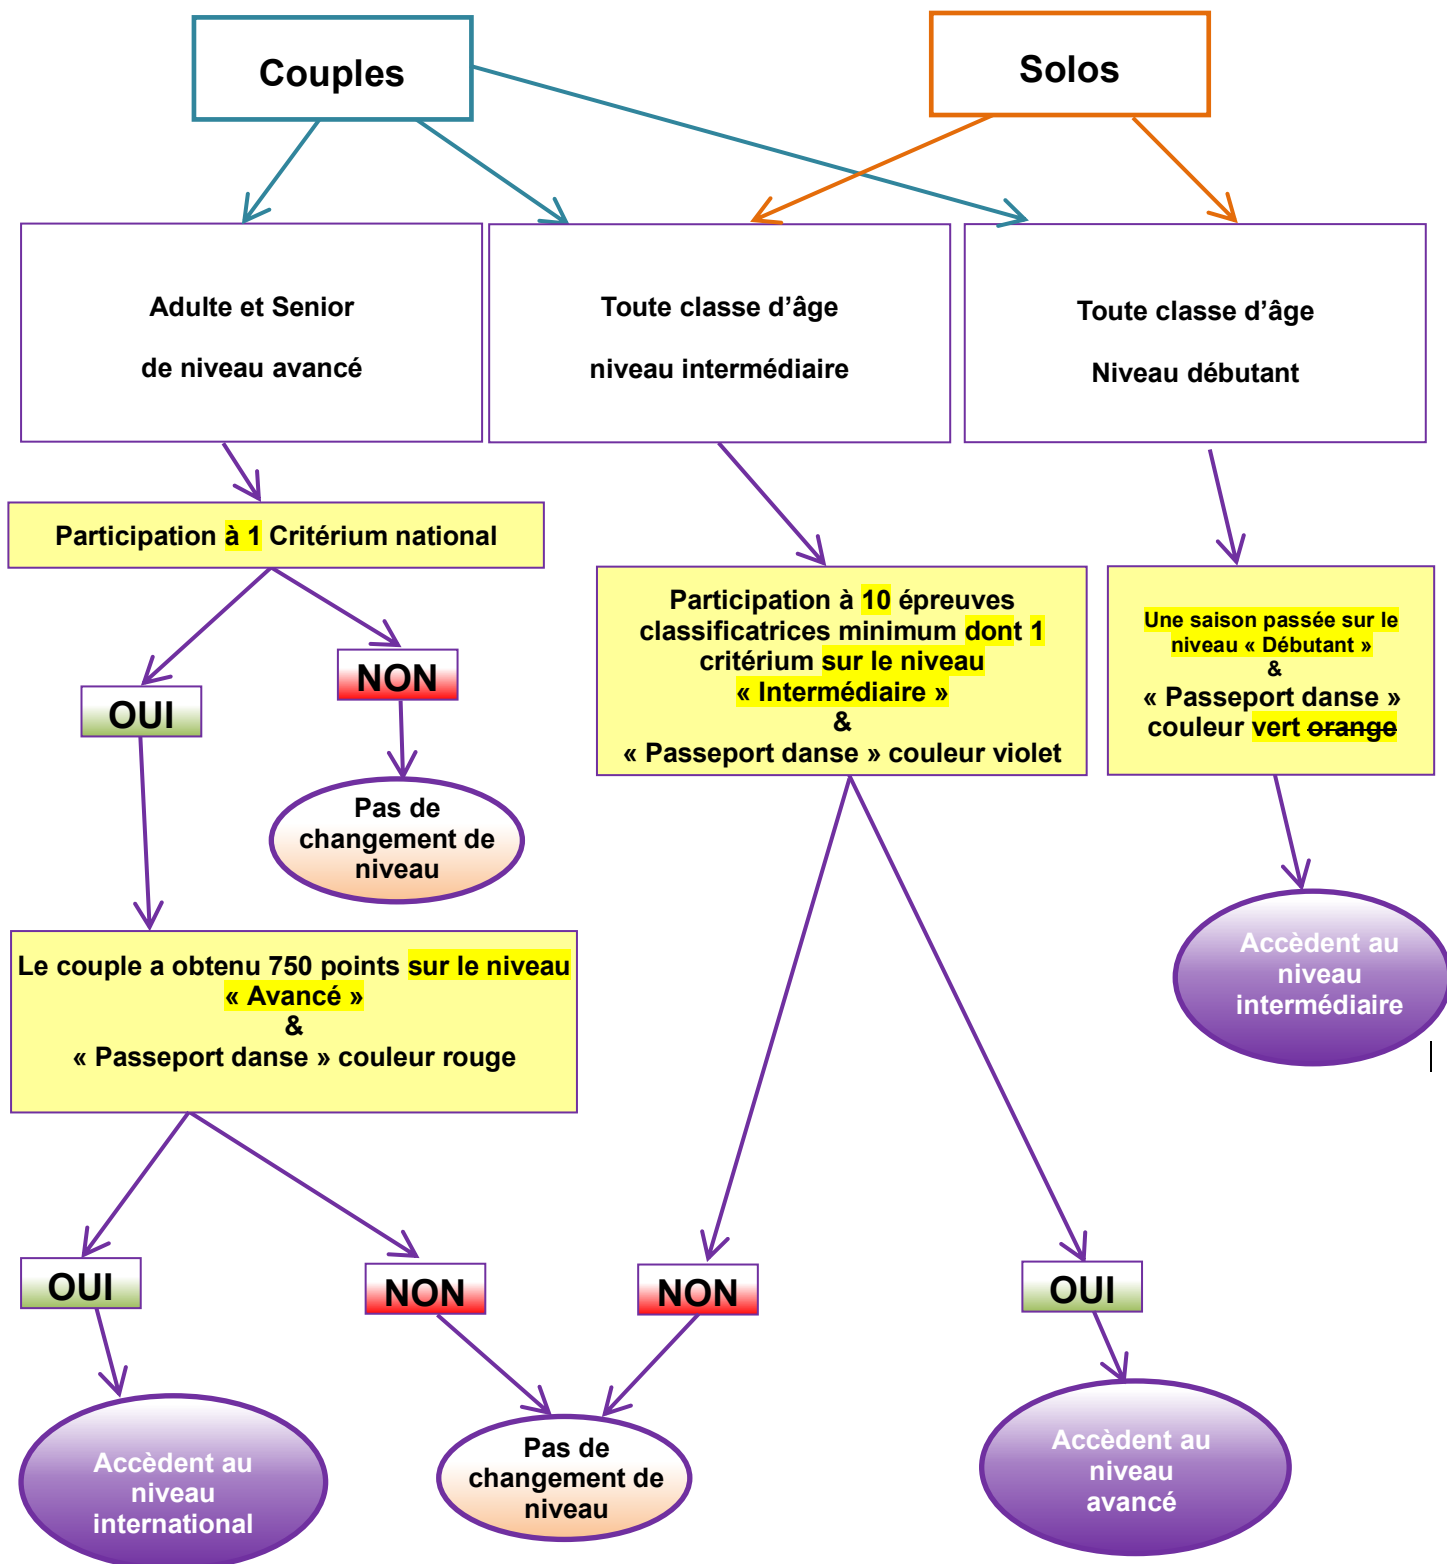 Couples
Solos
Adulte et Senior
de niveau avancé
Toute classe d’âge
niveau intermédiaire
Toute classe d’âge
Niveau débutant
Participation à 1 Critérium national
OUI
NON
Pas de
changement de
niveau
Participation à 10 épreuves
classificatrices minimum dont 1
critérium sur le niveau
« Intermédiaire »
&
« Passeport danse » couleur violet
Une saison passée sur le
niveau « Débutant »
&
« Passeport danse »
couleur vert orange
Accèdent au
niveau
intermédiaire
Le couple a obtenu 750 points sur le niveau
« Avancé »
&
« Passeport danse » couleur rouge
OUI
NON
NON
OUI
Accèdent au
niveau
international
Pas de
changement de
niveau
Accèdent au
niveau
avancé